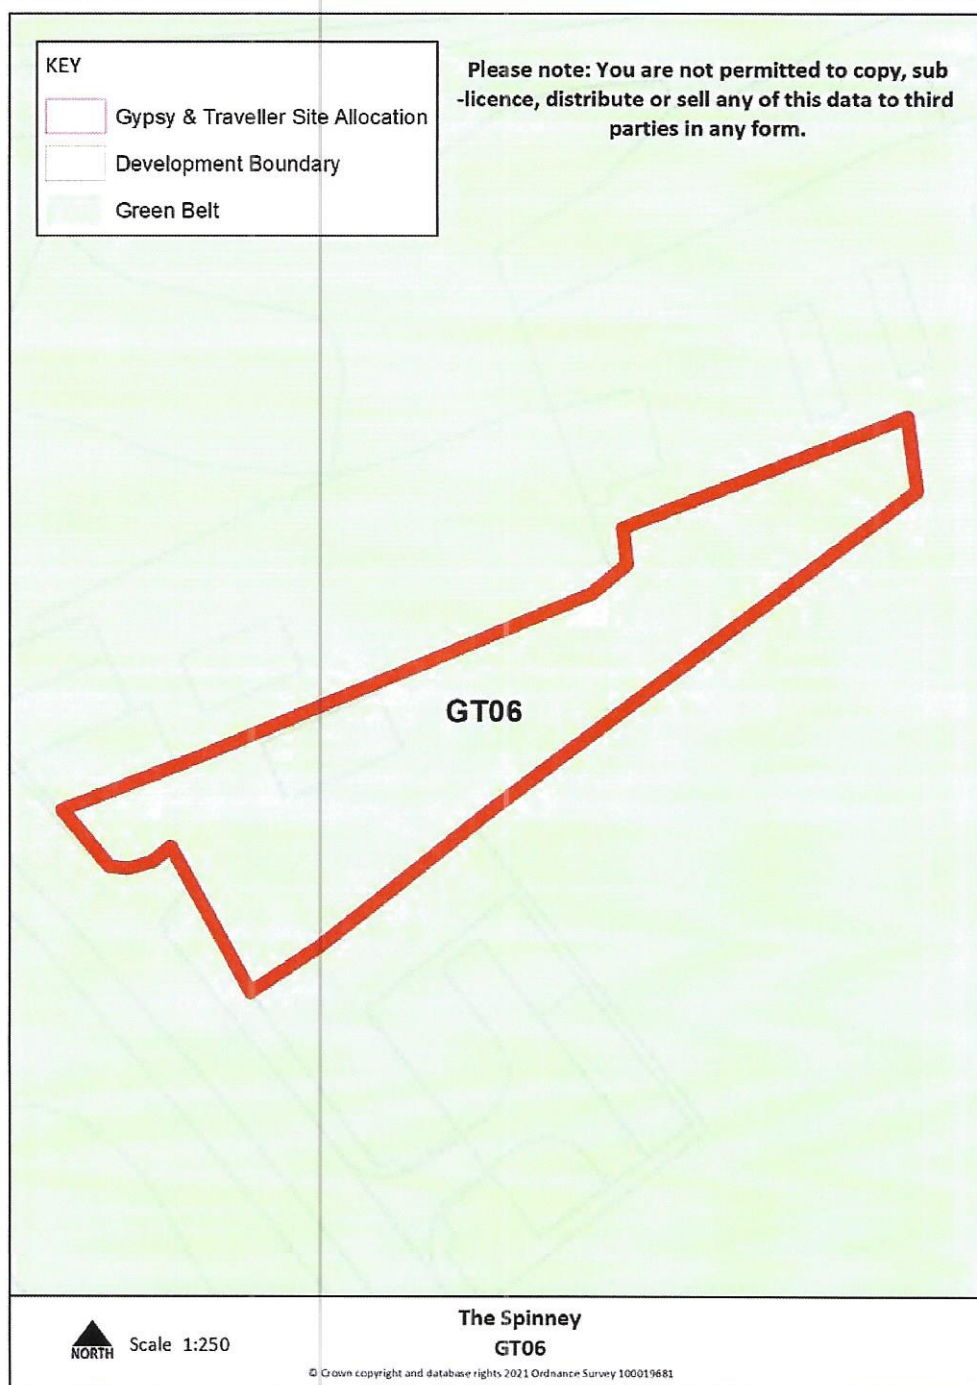 KEY
Gypsy & Traveller Site Allocation
Development Boundary
Green Belt
Please note: You are not permitted to copy, sub
-licence, distribute or sell any of this data to third
parties in any form.
GT06
NORTH
Scale 1:250
The Spinney
GT06
© Crown copyright and database rights 2021 Ordnance Survey 100019681